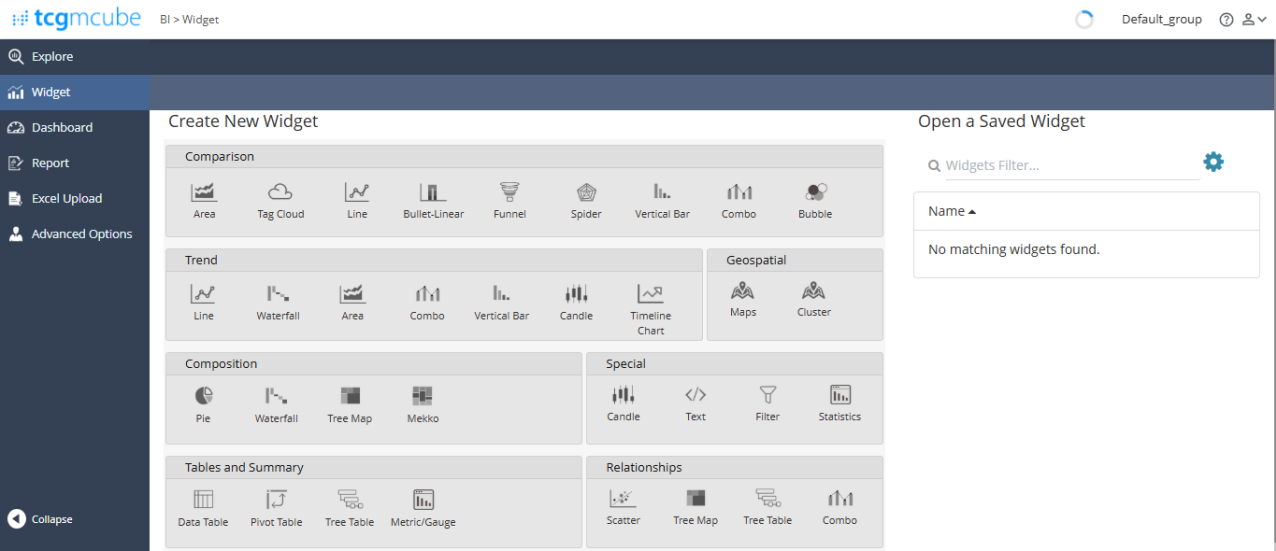 tcgmcube BI > Widget Default_group
Explore
Widget
Dashboard
Report
Excel Upload
Advanced Options
Collapse
Create New Widget
Comparison
Area Tag Cloud Line Bullet-Linear Funnel Spider Vertical Bar Combo Bubble
Trend
Line Waterfall Area Combo Vertical Bar Candle Timeline
Chart
Geospatial
Maps Cluster
Composition
Pie Waterfall Tree Map Mekko
Special
Candle Text Filter Statistics
Tables and Summary
Data Table Pivot Table Tree Table Metric/Gauge
Relationships
Scatter Tree Map Tree Table Combo
Open a Saved Widget
Widgets Filter...
Name
No matching widgets found.